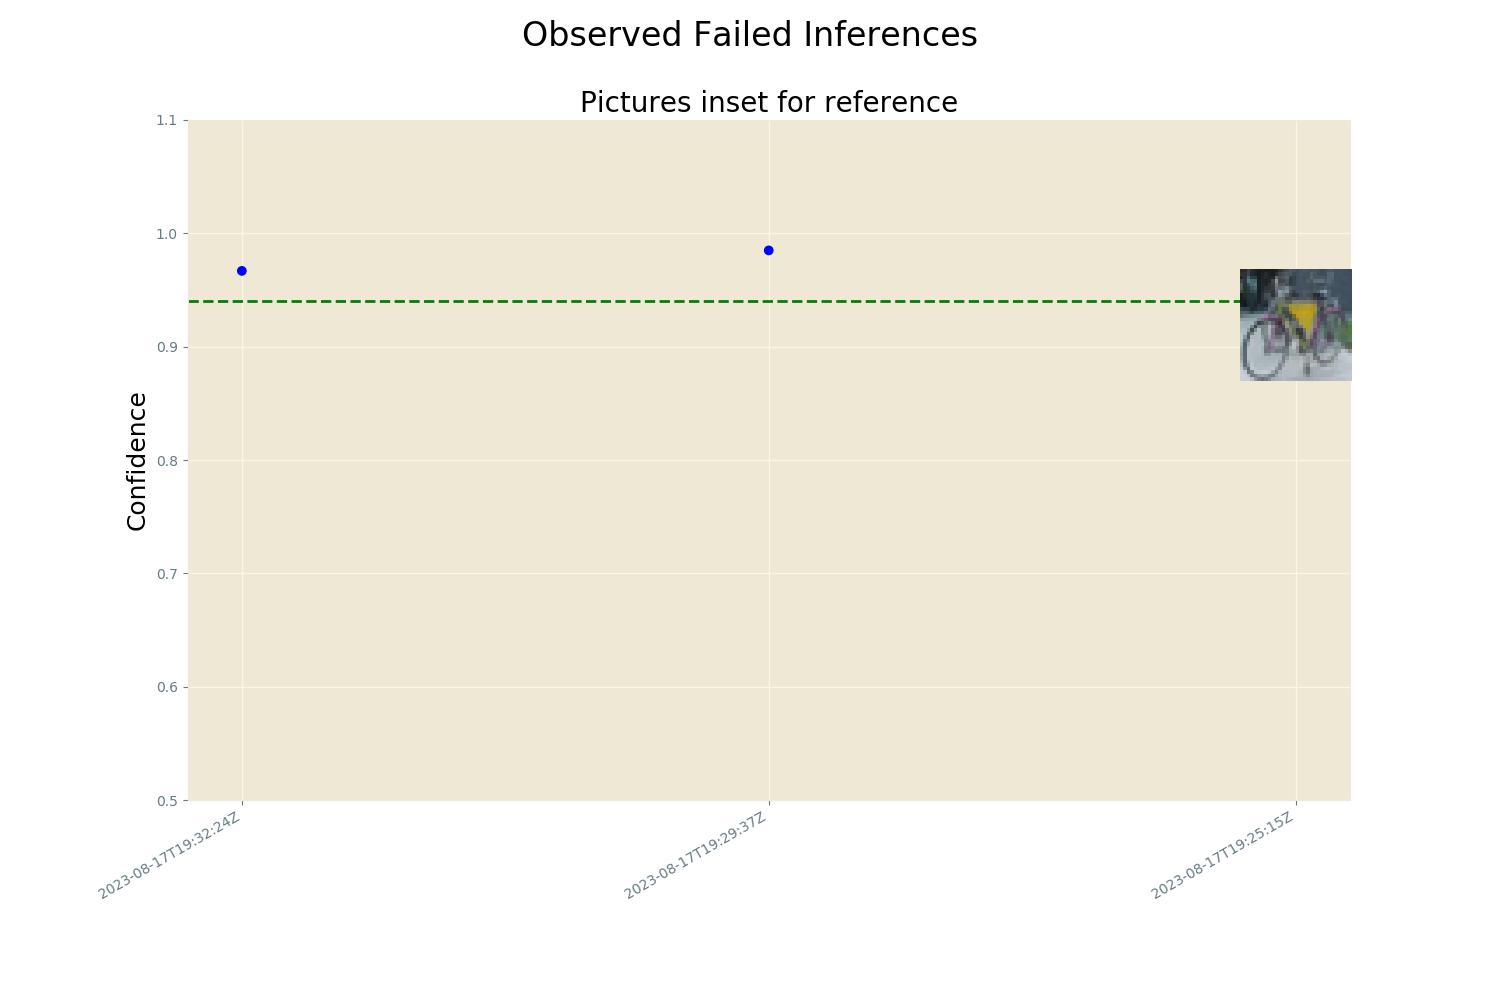 Observed Failed Inferences
Pictures inset for reference
1.1
1.0
0.9
0.8
0.7
0.6
0.5
Confidence
2023-08-17T19:32:24Z
2023-08-17T19:29:37Z
2023-08-17T19:25:15Z